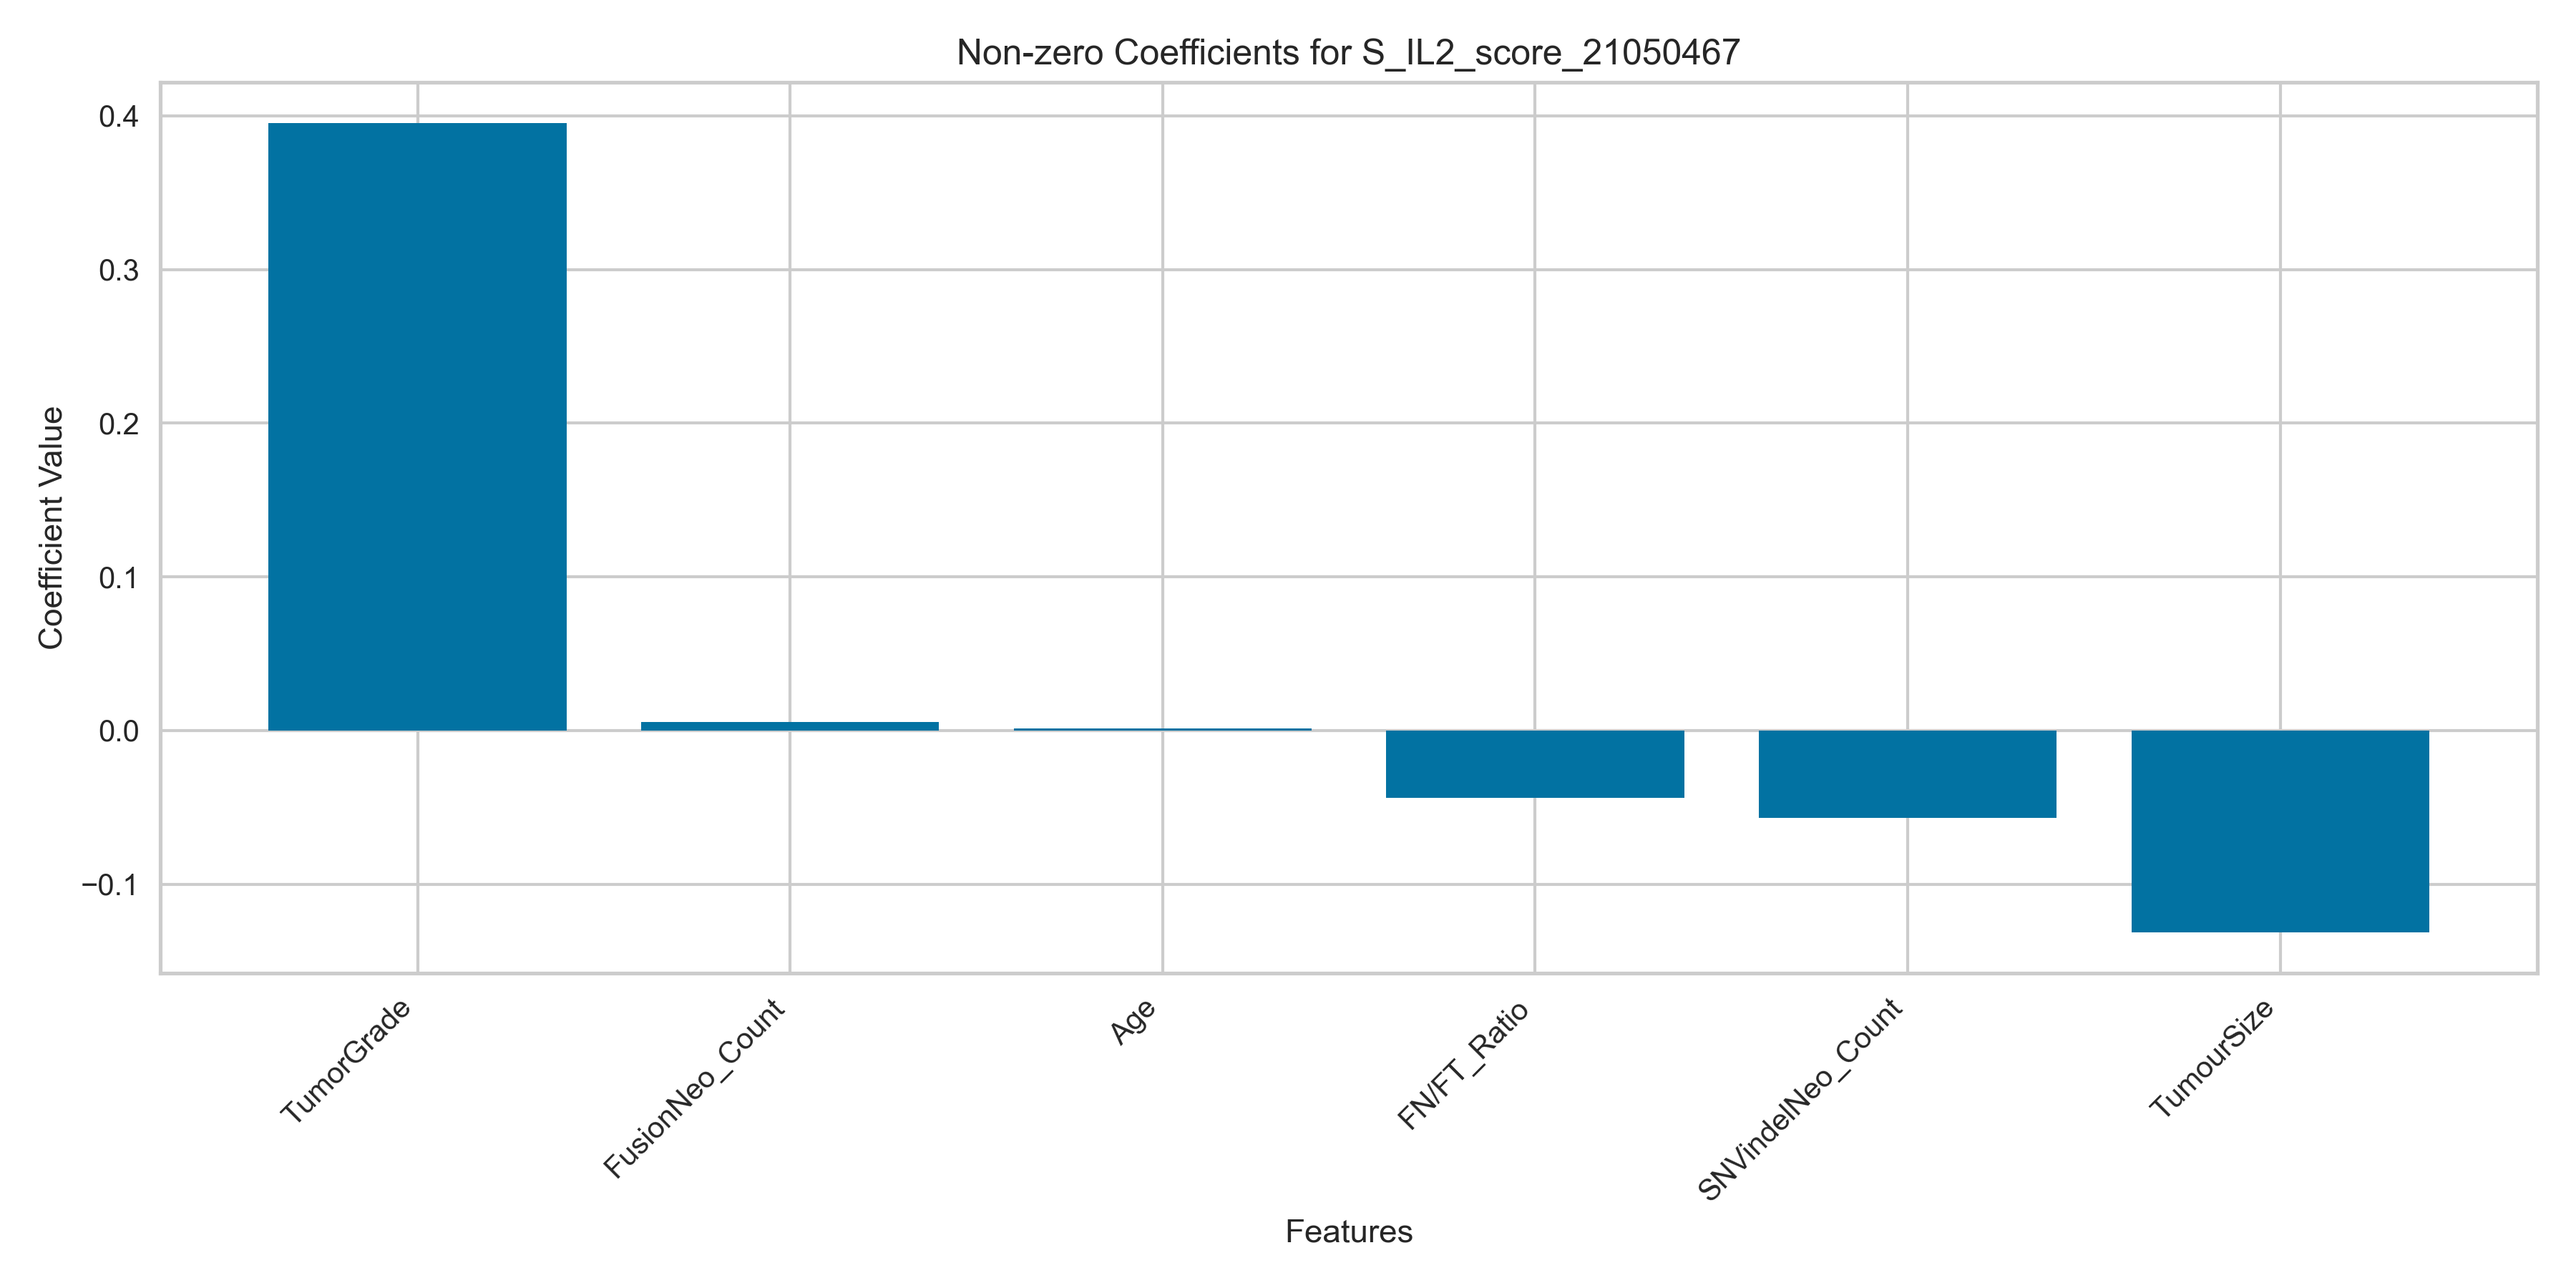 Non-zero Coefficients for S_IL2_score_21050467
Coefficient Value
0.4
0.3
0.2
0.1
0.0
−0.1
TumorGrade
FusionNeo_Count
Age
FN/FT_Ratio
SNVindelNeo_Count
TumourSize
Features